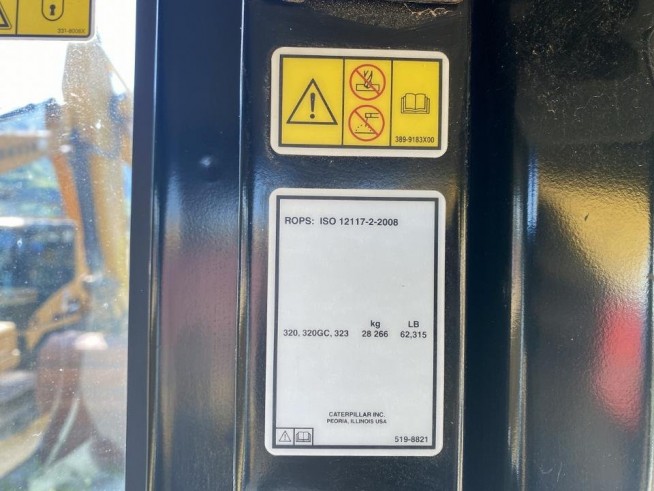 389-9183X00
ROPS: ISO 12117-2-2008
kg LB
320, 320GC, 323 28 266 62,315
CATERPILLAR INC.
PEORIA, ILLINOIS USA
519-8821